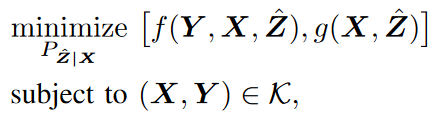 minimize [f(Y, X, Ẑ), g(X, Ẑ)]
P_{Ẑ|X}
subject to (X, Y) ∈ 𝒦,